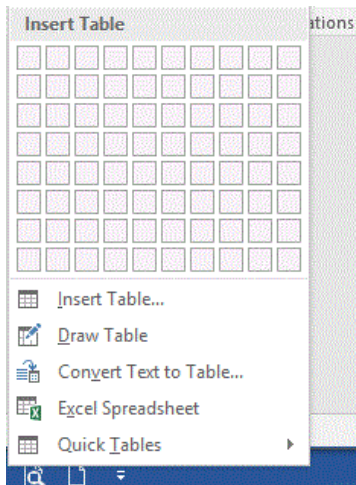 Insert Table
ations
Insert Table...
Draw Table
Convert Text to Table...
Excel Spreadsheet
Quick Tables